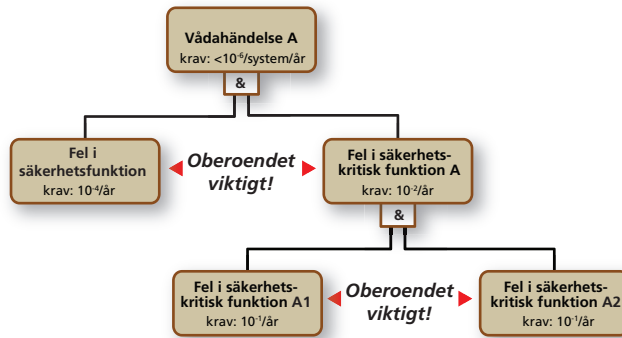 Vådahändelse A
krav: <10⁻⁶/system/år
&
Fel i
säkerhetsfunktion
krav: 10⁻⁴/år
Oberoendet
viktigt!
Fel i säkerhets-
kritisk funktion A
krav: 10⁻²/år
&
Fel i säkerhets-
kritisk funktion A1
krav: 10⁻¹/år
Oberoendet
viktigt!
Fel i säkerhets-
kritisk funktion A2
krav: 10⁻¹/år